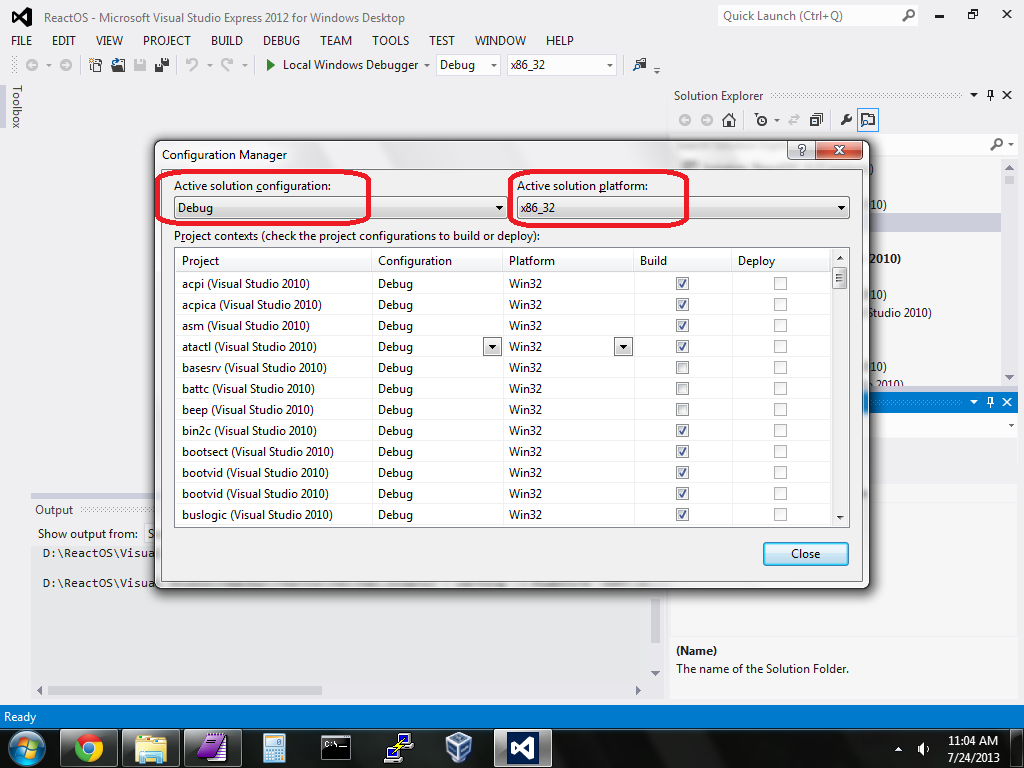 ReactOS - Microsoft Visual Studio Express 2012 for Windows Desktop
Quick Launch (Ctrl+Q)
FILE EDIT VIEW PROJECT BUILD DEBUG TEAM TOOLS TEST WINDOW HELP
Local Windows Debugger Debug x86_32
Toolbox
Solution Explorer
Configuration Manager
Active solution configuration: Active solution platform:
Debug x86_32
Project contexts (check the project configurations to build or deploy):
Project Configuration Platform Build Deploy
acpi (Visual Studio 2010) Debug Win32
acpica (Visual Studio 2010) Debug Win32
asm (Visual Studio 2010) Debug Win32
atactl (Visual Studio 2010) Debug Win32
basesrv (Visual Studio 2010) Debug Win32
battc (Visual Studio 2010) Debug Win32
beep (Visual Studio 2010) Debug Win32
bin2c (Visual Studio 2010) Debug Win32
bootsect (Visual Studio 2010) Debug Win32
bootvid (Visual Studio 2010) Debug Win32
bootvid (Visual Studio 2010) Debug Win32
buslogic (Visual Studio 2010) Debug Win32
Close
2010)
Studio 2010)
Output
Show output from: S
D:\ReactOS\Visua
D:\ReactOS\Visua
(Name)
The name of the Solution Folder.
Ready
C:\
11:04 AM
7/24/2013